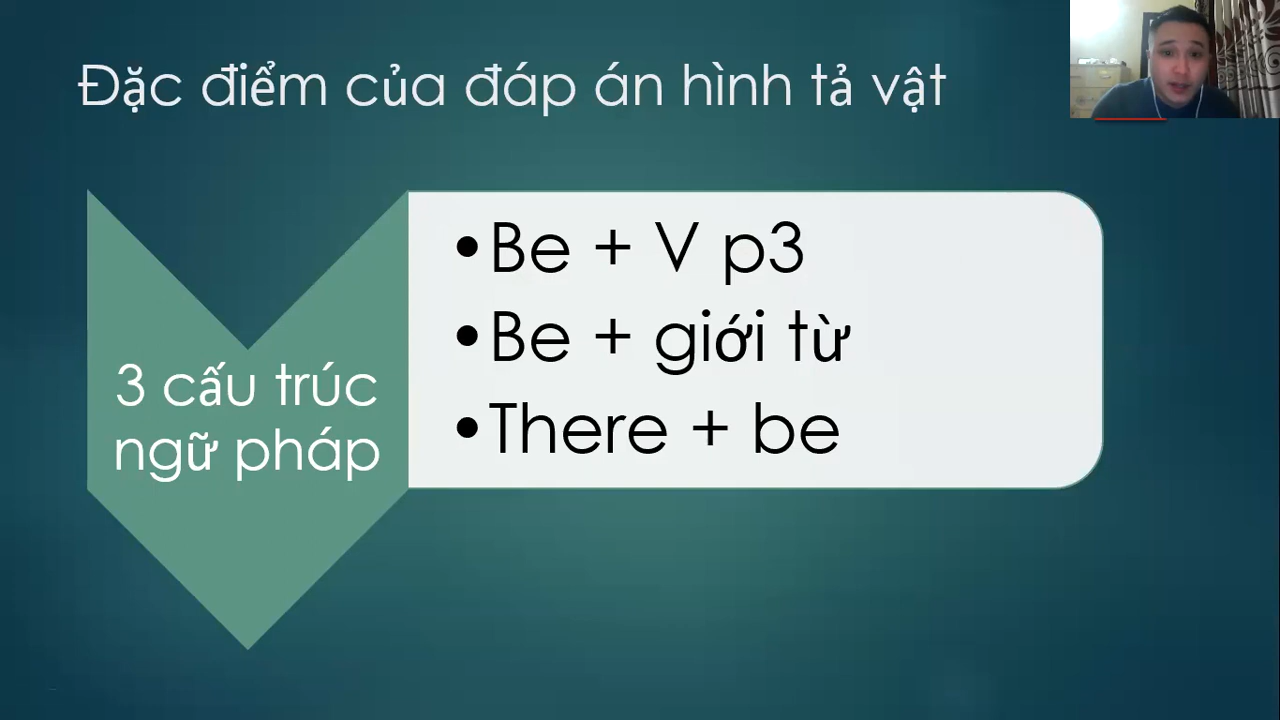 Đặc điểm của đáp án hình tả vật
3 cấu trúc
ngữ pháp
•Be + V p3
•Be + giới từ
•There + be